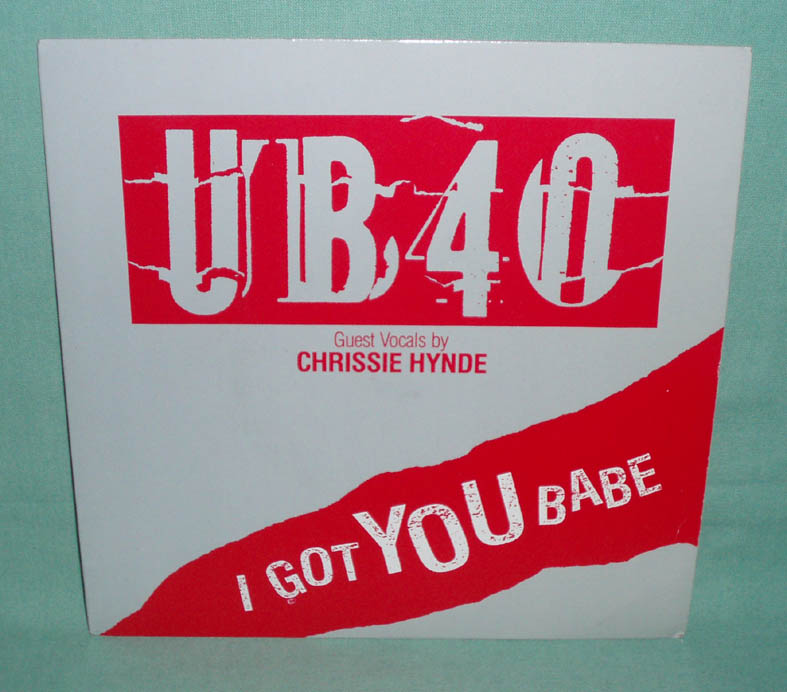 UB40
Guest Vocals by
CHRISSIE HYNDE
I GOT YOU BABE